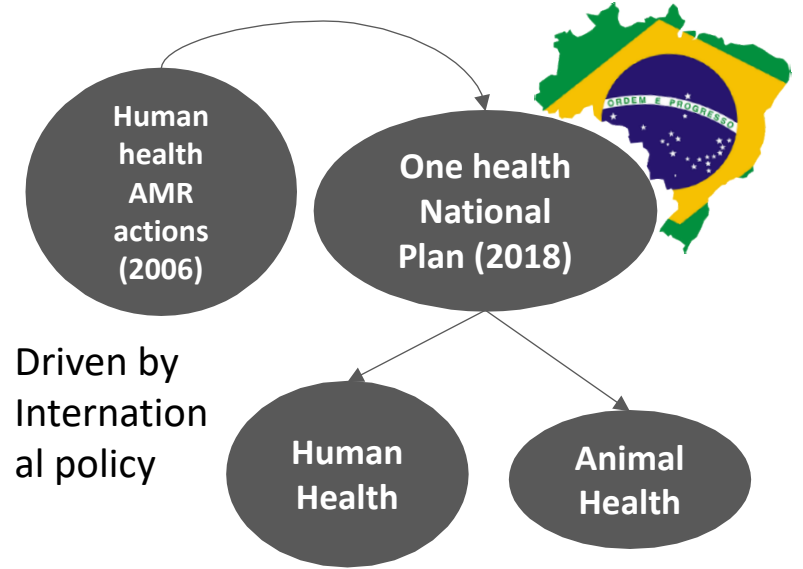 Human
health
AMR
actions
(2006)
One health
National
Plan (2018)
ORDEM E PROGRESSO
Driven by
Internation
al policy
Human
Health
Animal
Health